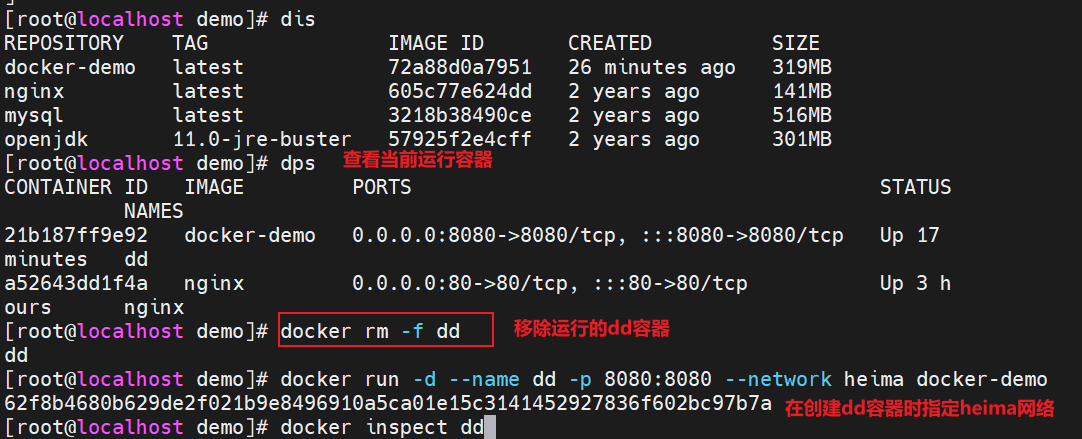 [root@localhost demo]# dis
REPOSITORY TAG IMAGE ID CREATED SIZE
docker-demo latest 72a88d0a7951 26 minutes ago 319MB
nginx latest 605c77e624dd 2 years ago 141MB
mysql latest 3218b38490ce 2 years ago 516MB
openjdk 11.0-jre-buster 57925f2e4cff 2 years ago 301MB
[root@localhost demo]# dps 查看当前运行容器
CONTAINER ID IMAGE PORTS STATUS
NAMES
21b187ff9e92 docker-demo 0.0.0.0:8080->8080/tcp, :::8080->8080/tcp Up 17
minutes dd
a52643dd1f4a nginx 0.0.0.0:80->80/tcp, :::80->80/tcp Up 3 h
ours nginx
[root@localhost demo]# docker rm -f dd 移除运行的dd容器
dd
[root@localhost demo]# docker run -d --name dd -p 8080:8080 --network heima docker-demo
62f8b4680b629de2f021b9e8496910a5ca01e15c3141452927836f602bc97b7a 在创建dd容器时指定heima网络
[root@localhost demo]# docker inspect dd